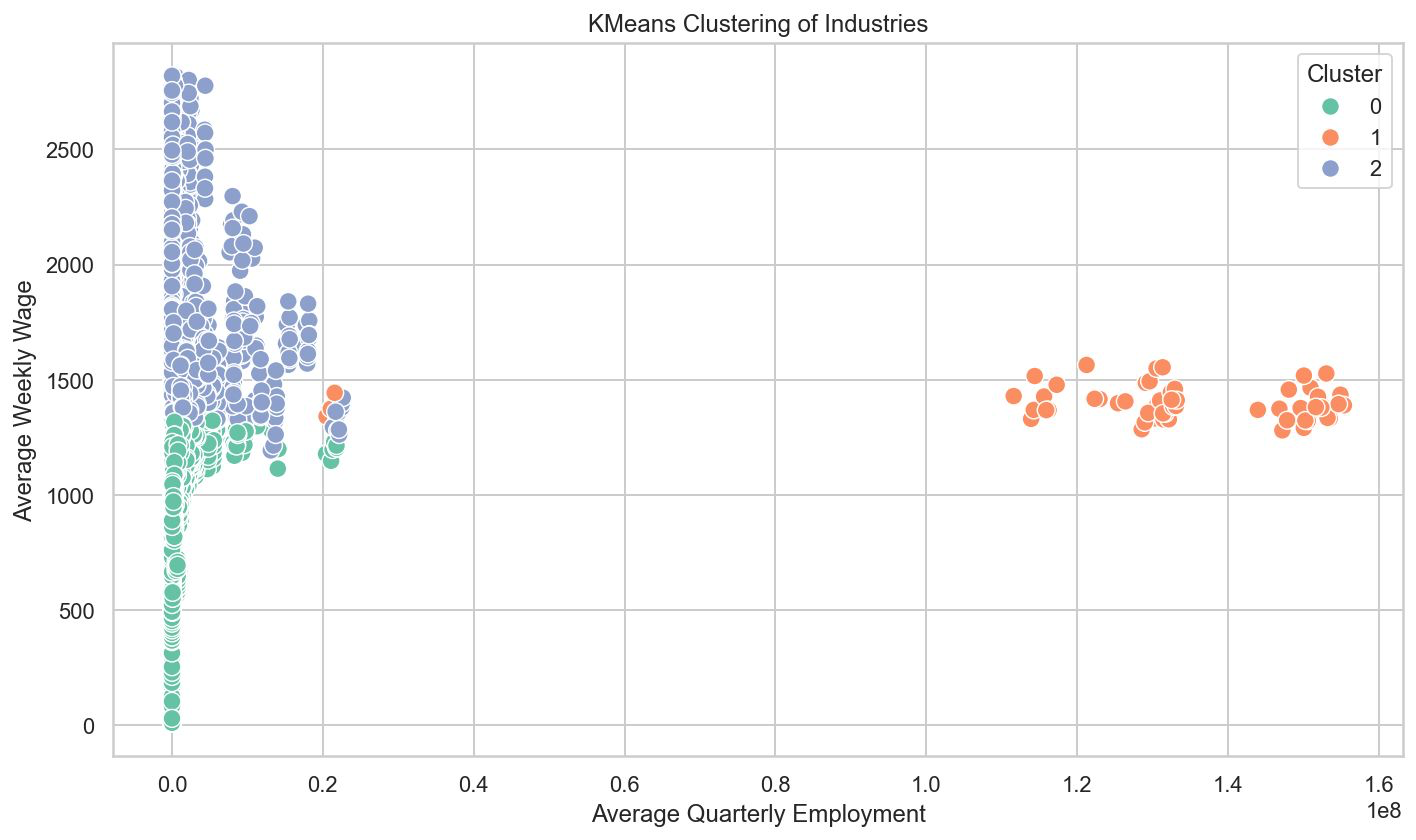 KMeans Clustering of Industries
Cluster
0
1
2
Average Weekly Wage
2500
2000
1500
1000
500
0
0.0 0.2 0.4 0.6 0.8 1.0 1.2 1.4 1.6
1e8
Average Quarterly Employment